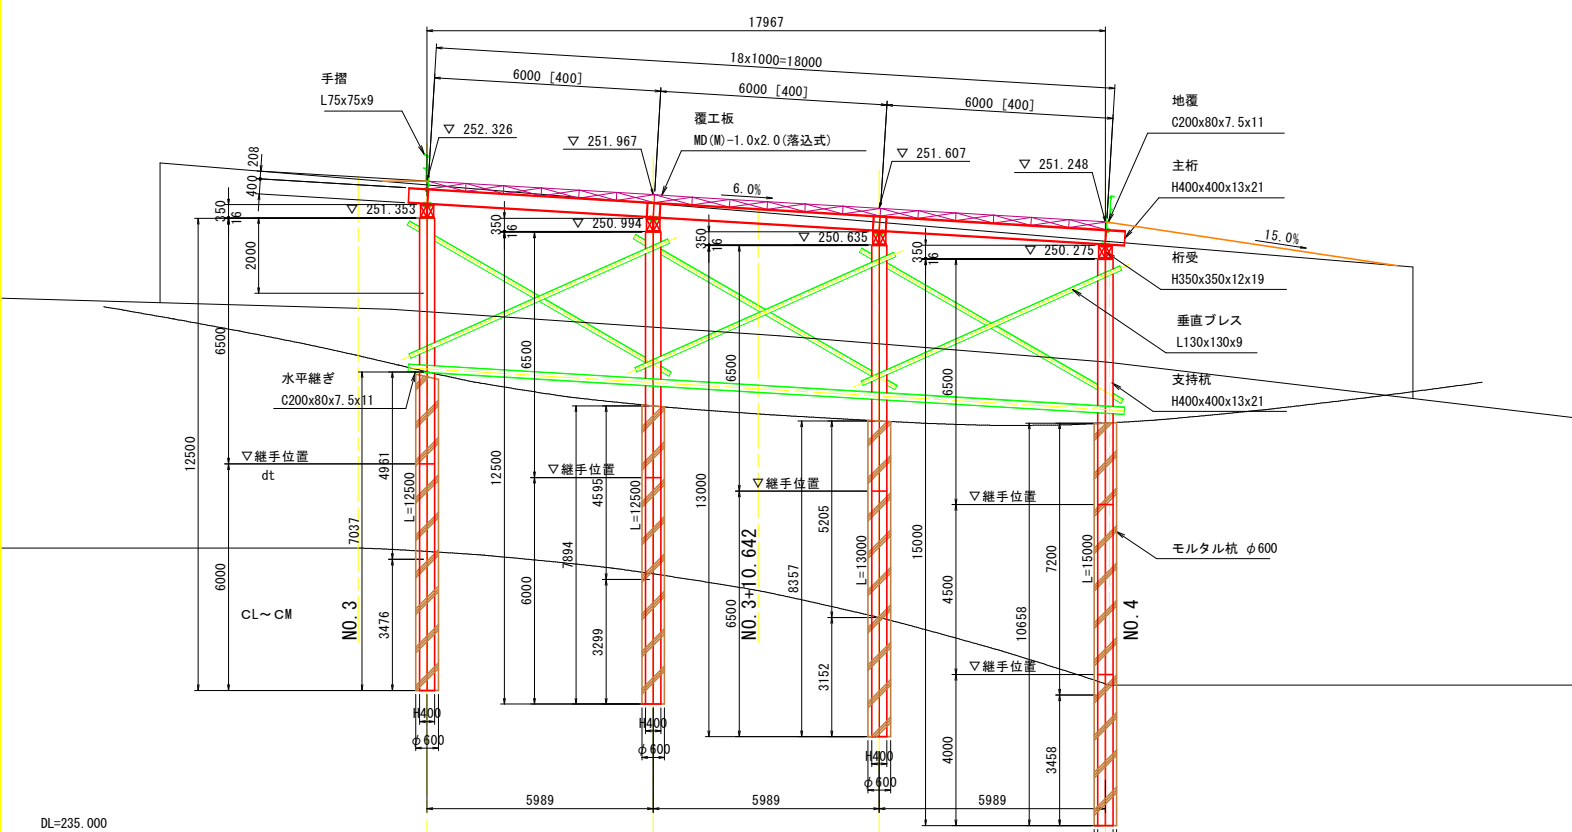 17967
18x1000=18000
6000 [400]
6000 [400]
6000 [400]
手摺
L75x75x9
▽ 252.326
▽ 251.967
覆工板
MD(M)-1.0x2.0(落込式)
▽ 251.607
▽ 251.248
地覆
C200x80x7.5x11
主桁
H400x400x13x21
6.0%
15.0%
208
400
350
16
2000
▽ 251.353
350
16
▽ 250.994
350
16
▽ 250.635
350
16
▽ 250.275
桁受
H350x350x12x19
垂直ブレス
L130x130x9
支持杭
H400x400x13x21
水平継ぎ
C200x80x7.5x11
6500
6500
6500
6500
12500
▽継手位置
dt
4961
L=12500
7037
6000
3476
CL～CM
NO.3
12500
▽継手位置
4595
L=12500
7894
6000
3299
13000
▽継手位置
5205
L=13000
8357
6500
3152
NO.3+10.642
15000
▽継手位置
7200
L=15000
4500
10658
▽継手位置
4000
3458
NO.4
モルタル杭 φ600
H400
φ600
H400
φ600
H400
φ600
5989
5989
5989
DL=235.000